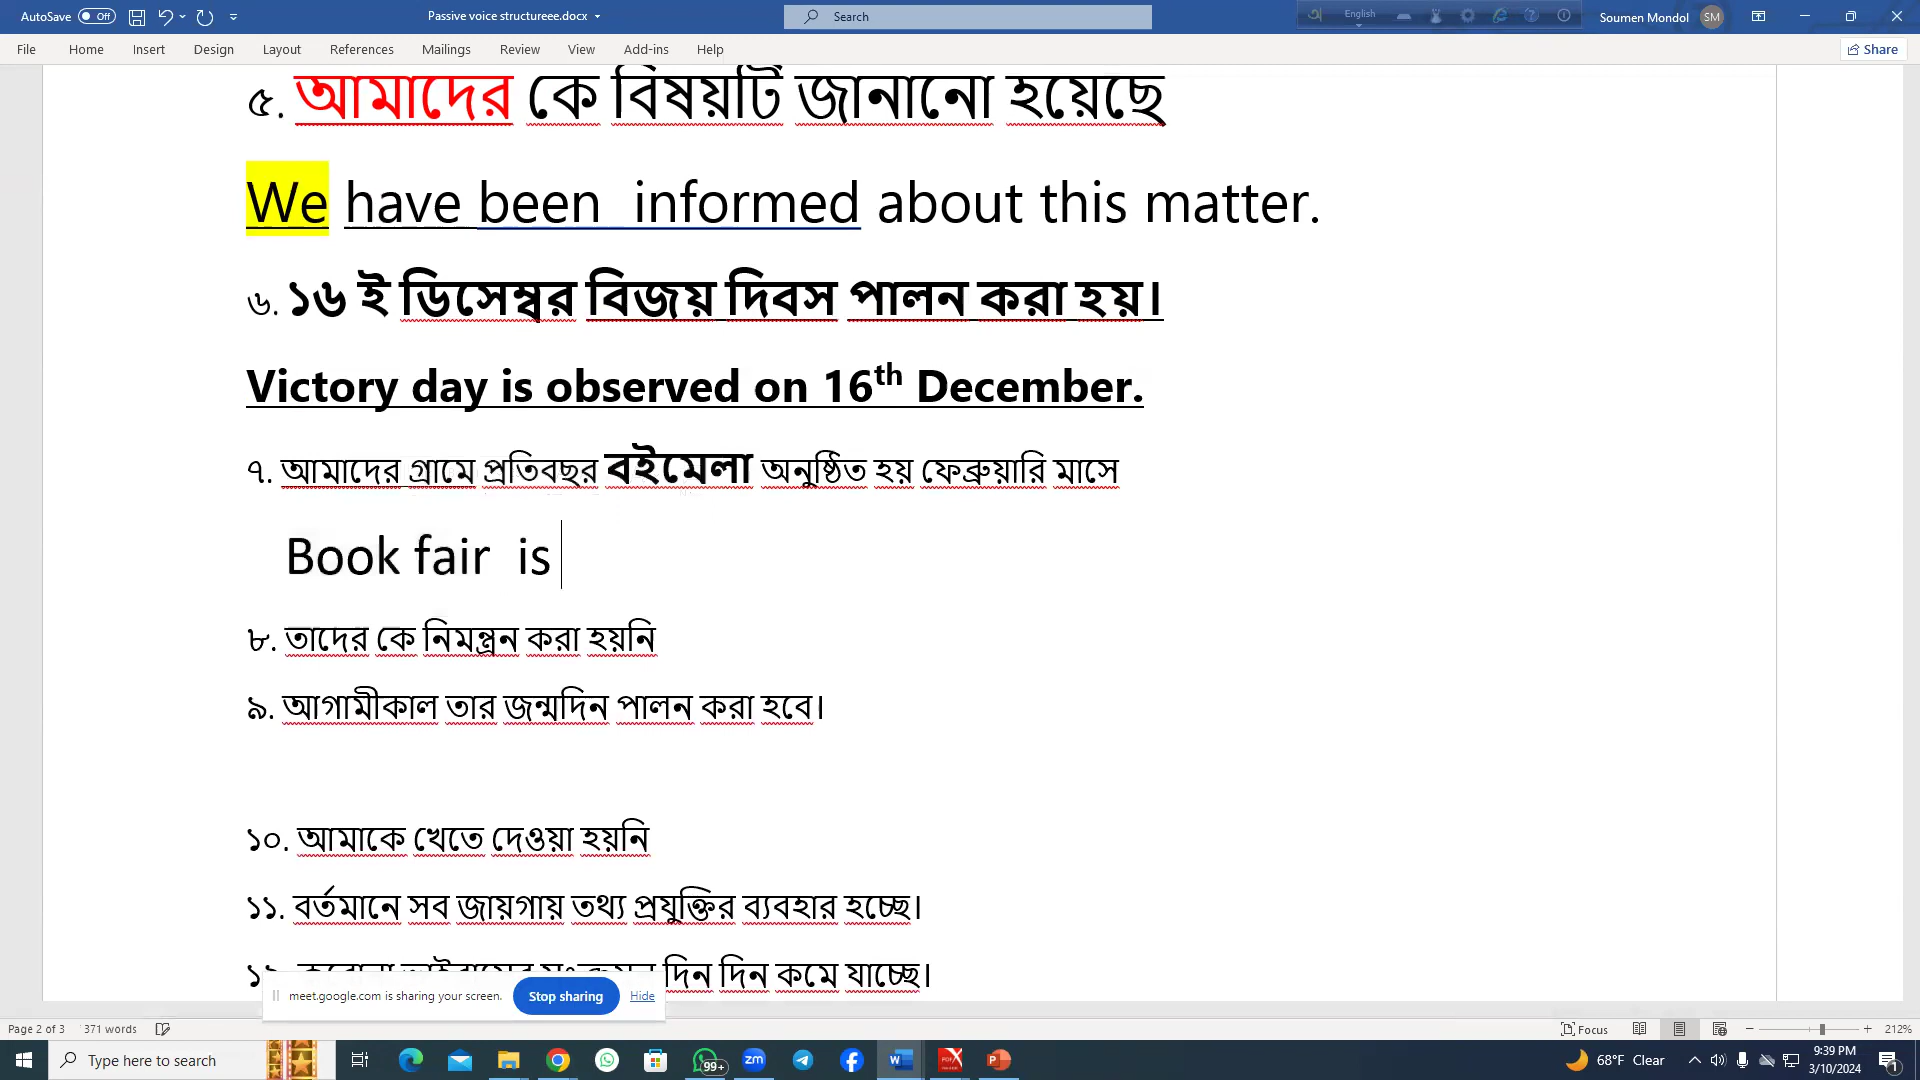 AutoSave Off Passive voice structureee.docx Search English Soumen Mondol SM
File Home Insert Design Layout References Mailings Review View Add-ins Help Share
৫. আমাদের কে বিষয়টি জানানো হয়েছে
We have been informed about this matter.
৬. ১৬ ই ডিসেম্বর বিজয় দিবস পালন করা হয়।
Victory day is observed on 16th December.
৭. আমাদের গ্রামে প্রতিবছর বইমেলা অনুষ্ঠিত হয় ফেব্রুয়ারি মাসে
Book fair is
৮. তাদের কে নিমন্ত্রন করা হয়নি
৯. আগামীকাল তার জন্মদিন পালন করা হবে।
১০. আমাকে খেতে দেওয়া হয়নি
১১. বর্তমানে সব জায়গায় তথ্য প্রযুক্তির ব্যবহার হচ্ছে।
দিন দিন কমে যাচ্ছে।
meet.google.com is sharing your screen. Stop sharing Hide
Page 2 of 3 371 words Focus 212%
Type here to search 99+ zm 68°F Clear 9:39 PM
3/10/2024